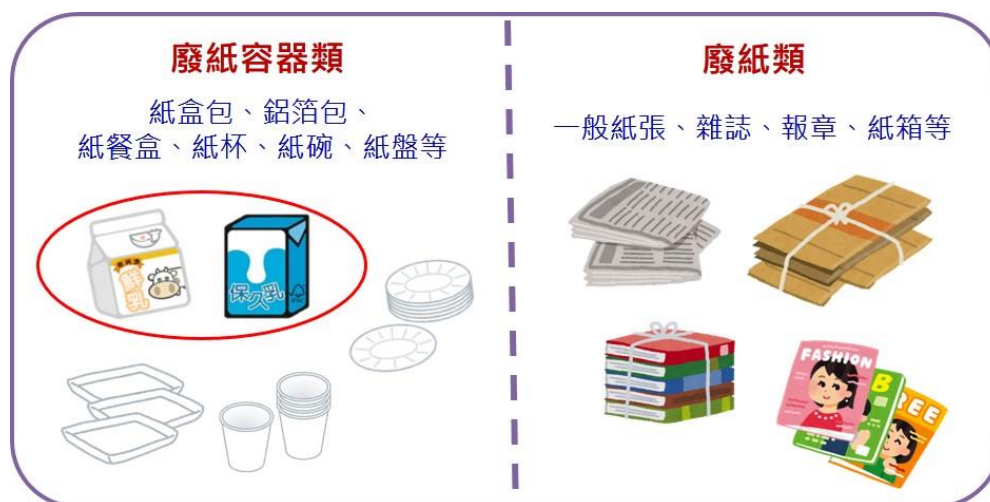 廢紙容器類
紙盒包、鋁箔包、
紙餐盒、紙杯、紙碗、紙盤等
鮮乳
保久乳
廢紙類
一般紙張、雜誌、報章、紙箱等
FASHION
B
REE